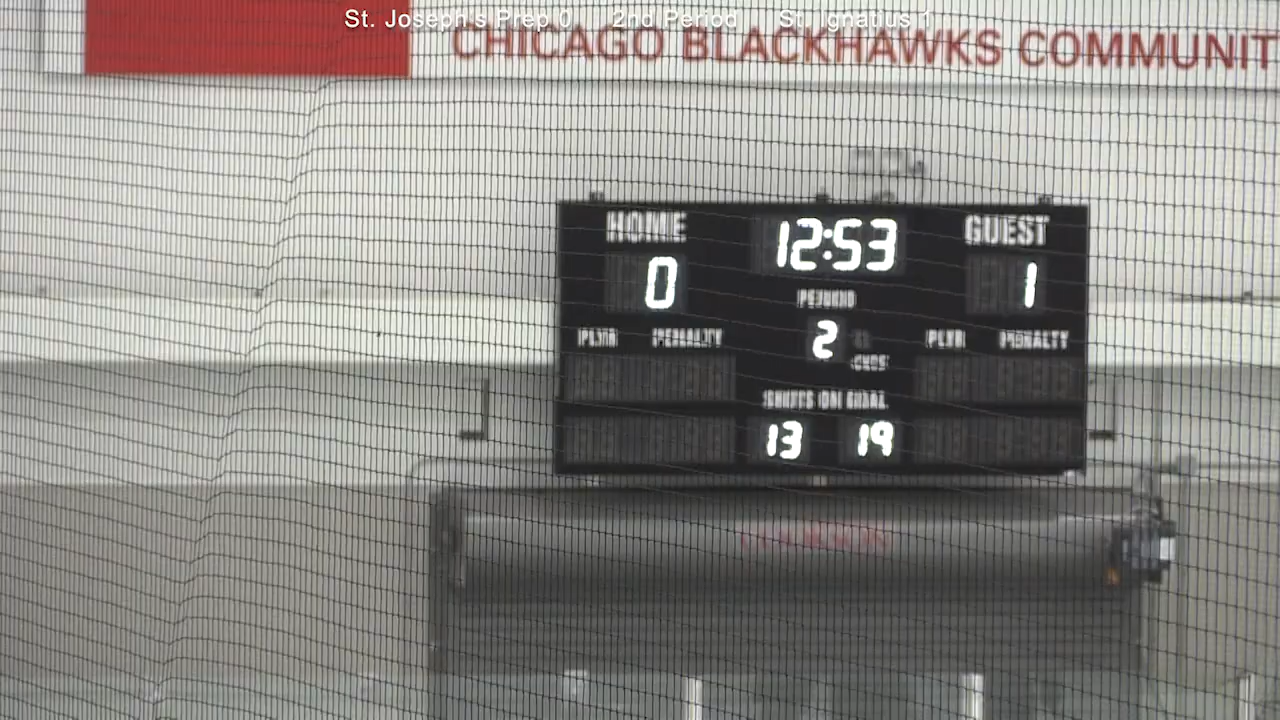 St. Joseph's Prep 0 2nd Period St. Ignatius 1
CHICAGO BLACKHAWKS COMMUNIT
HOME 12:53 GUEST
0 1
PERIOD
PLYR PENALTY 2 PLYR PENALTY
SHOTS ON GOAL
13 19